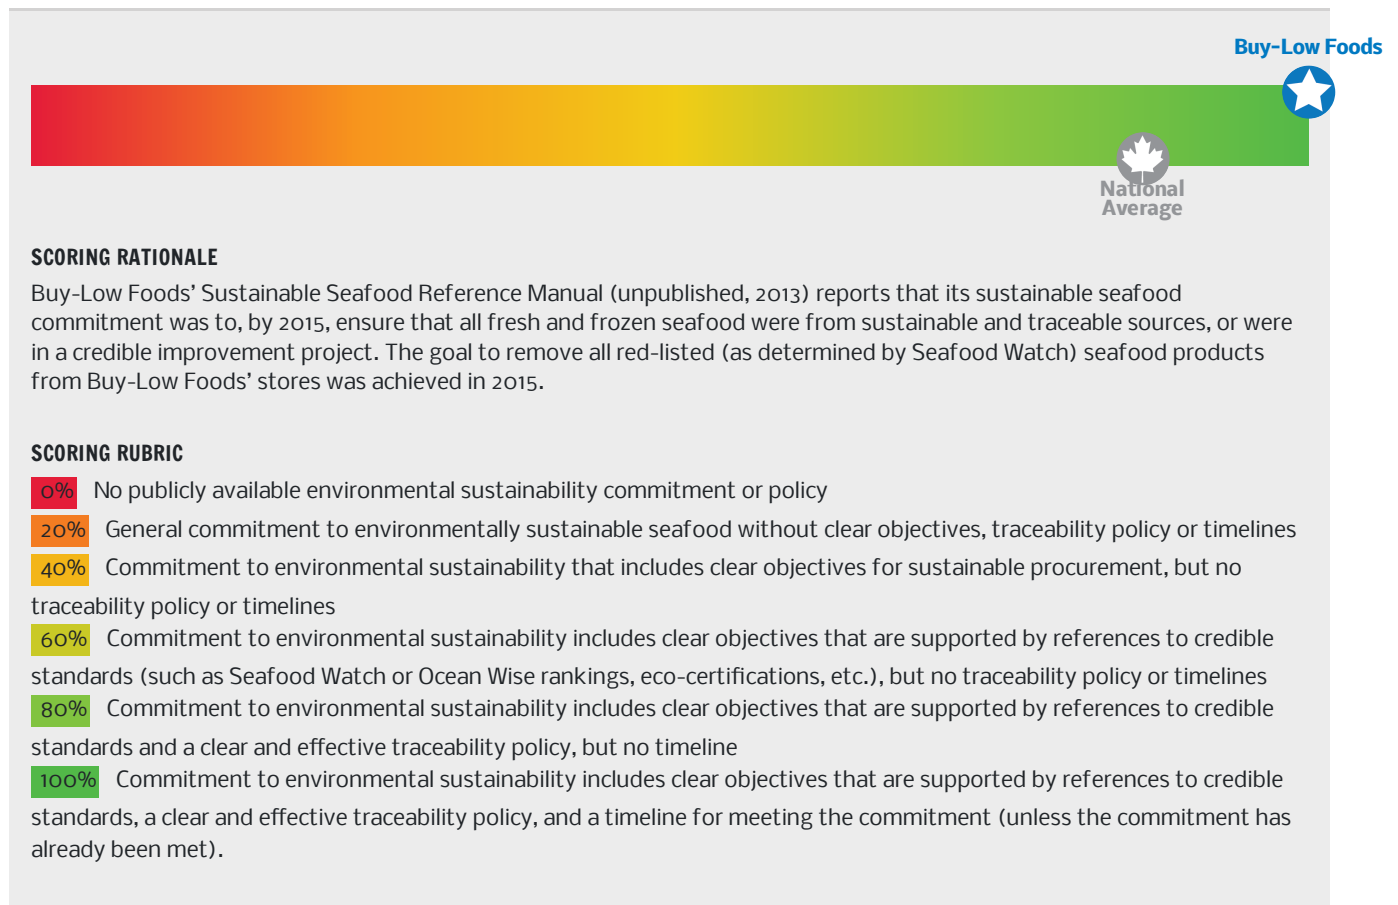 Buy-Low Foods
National
Average
SCORING RATIONALE
Buy-Low Foods’ Sustainable Seafood Reference Manual (unpublished, 2013) reports that its sustainable seafood
commitment was to, by 2015, ensure that all fresh and frozen seafood were from sustainable and traceable sources, or were
in a credible improvement project. The goal to remove all red-listed (as determined by Seafood Watch) seafood products
from Buy-Low Foods’ stores was achieved in 2015.
SCORING RUBRIC
0% No publicly available environmental sustainability commitment or policy
20% General commitment to environmentally sustainable seafood without clear objectives, traceability policy or timelines
40% Commitment to environmental sustainability that includes clear objectives for sustainable procurement, but no
traceability policy or timelines
60% Commitment to environmental sustainability includes clear objectives that are supported by references to credible
standards (such as Seafood Watch or Ocean Wise rankings, eco-certifications, etc.), but no traceability policy or timelines
80% Commitment to environmental sustainability includes clear objectives that are supported by references to credible
standards and a clear and effective traceability policy, but no timeline
100% Commitment to environmental sustainability includes clear objectives that are supported by references to credible
standards, a clear and effective traceability policy, and a timeline for meeting the commitment (unless the commitment has
already been met).